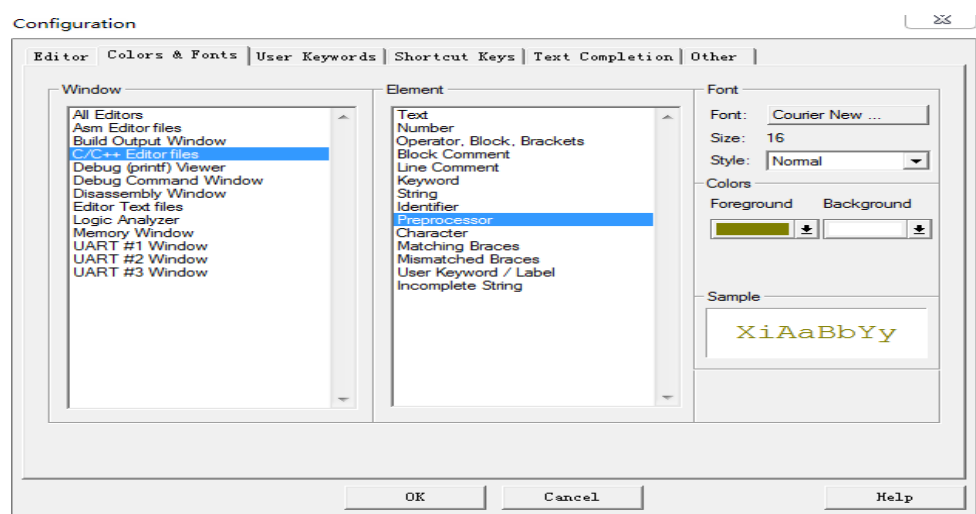 Configuration
Editor Colors & Fonts User Keywords Shortcut Keys Text Completion Other
Window
All Editors
Asm Editor files
Build Output Window
C/C++ Editor files
Debug (printf) Viewer
Debug Command Window
Disassembly Window
Editor Text files
Logic Analyzer
Memory Window
UART #1 Window
UART #2 Window
UART #3 Window
Element
Text
Number
Operator, Block, Brackets
Block Comment
Line Comment
Keyword
String
Identifier
Preprocessor
Character
Matching Braces
Mismatched Braces
User Keyword / Label
Incomplete String
Font
Font: Courier New ...
Size: 16
Style: Normal
Colors
Foreground Background
Sample
XiAaBbYy
OK Cancel Help